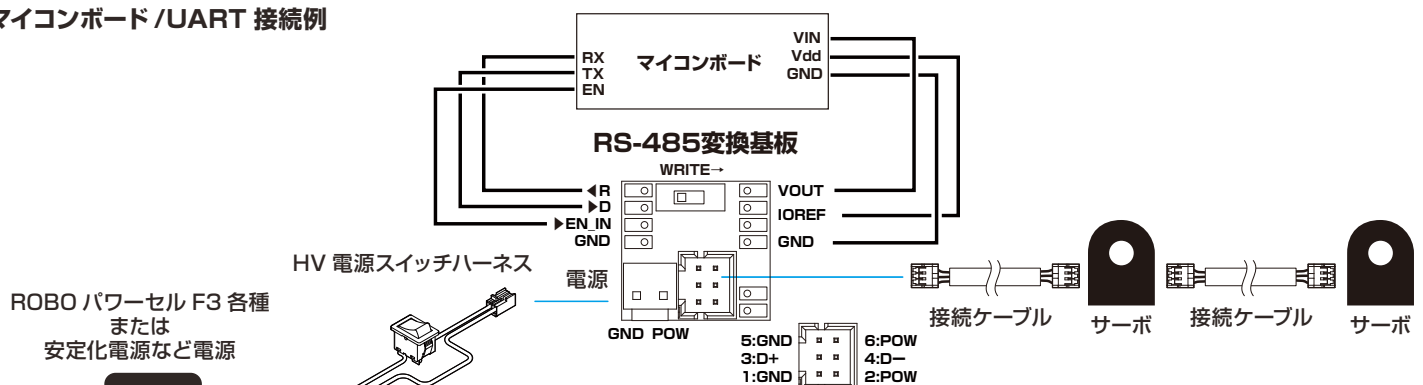 マイコンボード /UART 接続例
RX
TX
EN
マイコンボード
VIN
Vdd
GND
RS-485変換基板
WRITE→
◀R
▶D
▶EN_IN
GND
VOUT
IOREF
GND
HV 電源スイッチハーネス
電源
ROBO パワーセル F3 各種
または
安定化電源など電源
GND POW
接続ケーブル
サーボ
接続ケーブル
サーボ
5:GND 6:POW
3:D+ 4:D−
1:GND 2:POW